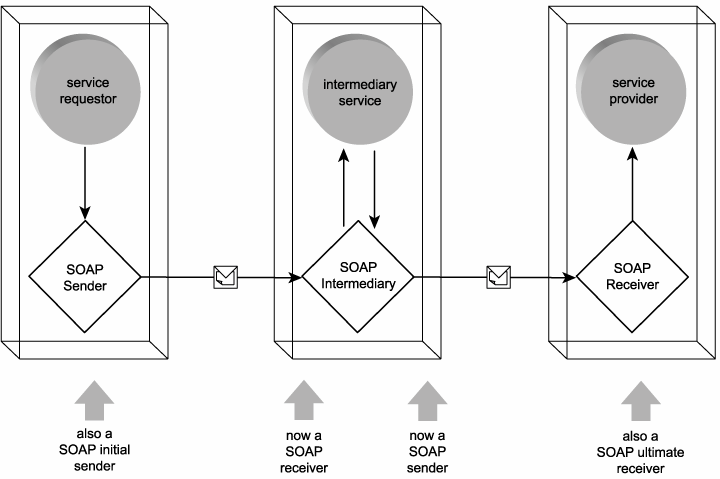 service
requestor
intermediary
service
service
provider
SOAP
Sender
SOAP
Intermediary
SOAP
Receiver
also a
SOAP initial
sender
now a
SOAP
receiver
now a
SOAP
sender
also a
SOAP ultimate
receiver